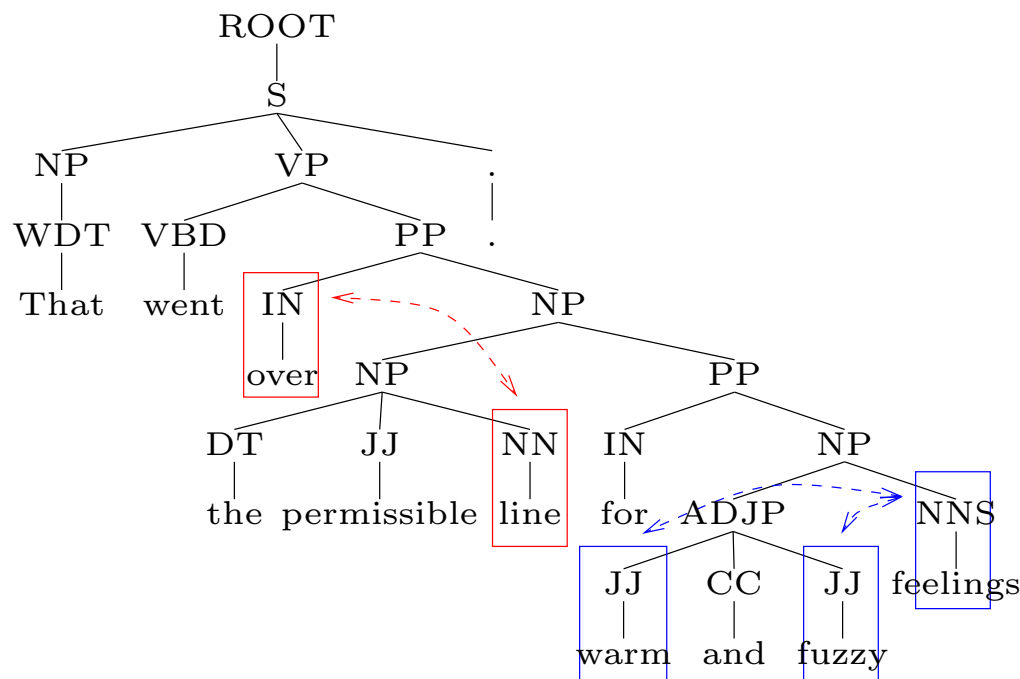 ROOT
S
NP VP .
WDT VBD PP .
That went IN NP
over NP PP
DT JJ NN IN NP
the permissible line for ADJP NNS
JJ CC JJ feelings
warm and fuzzy